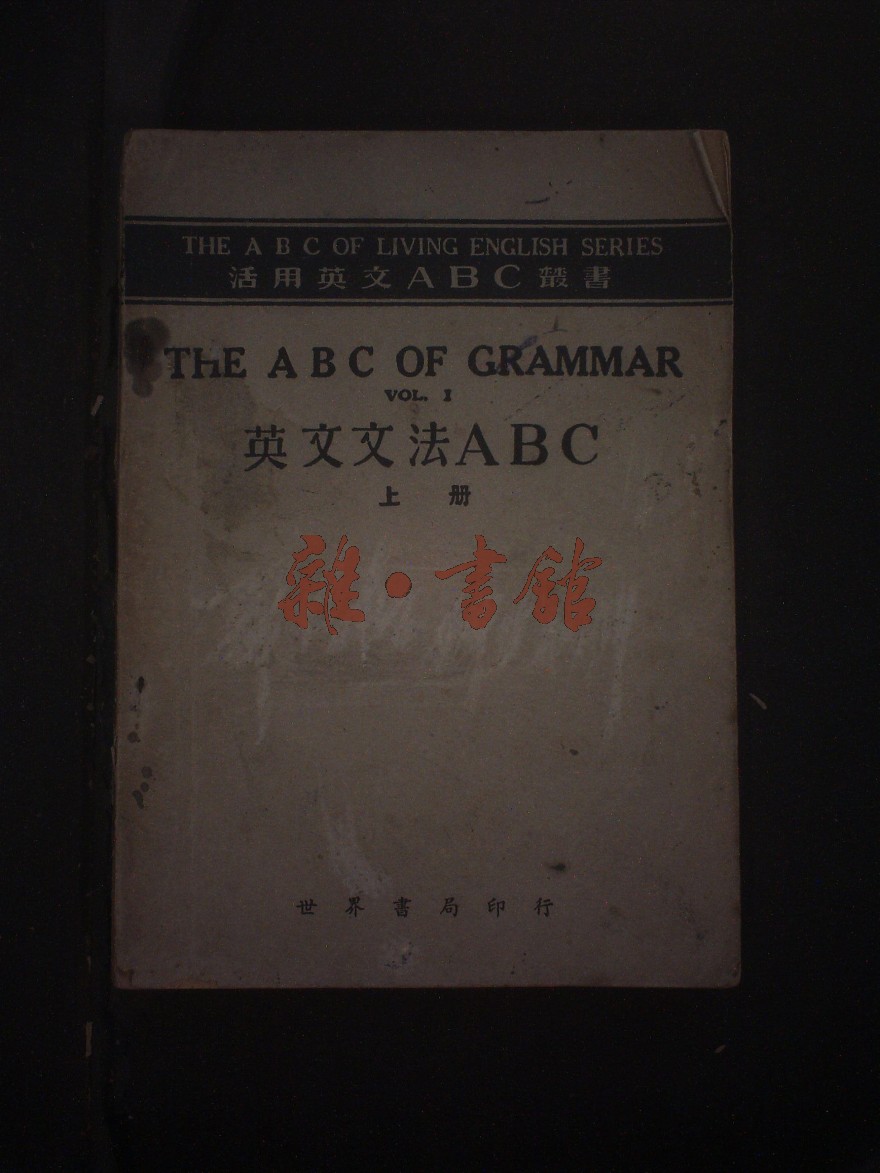 THE A B C OF LIVING ENGLISH SERIES
活用英文ABC叢書
THE A B C OF GRAMMAR
VOL. I
英文文法ABC
上 册
雜·書館
世界書局印行